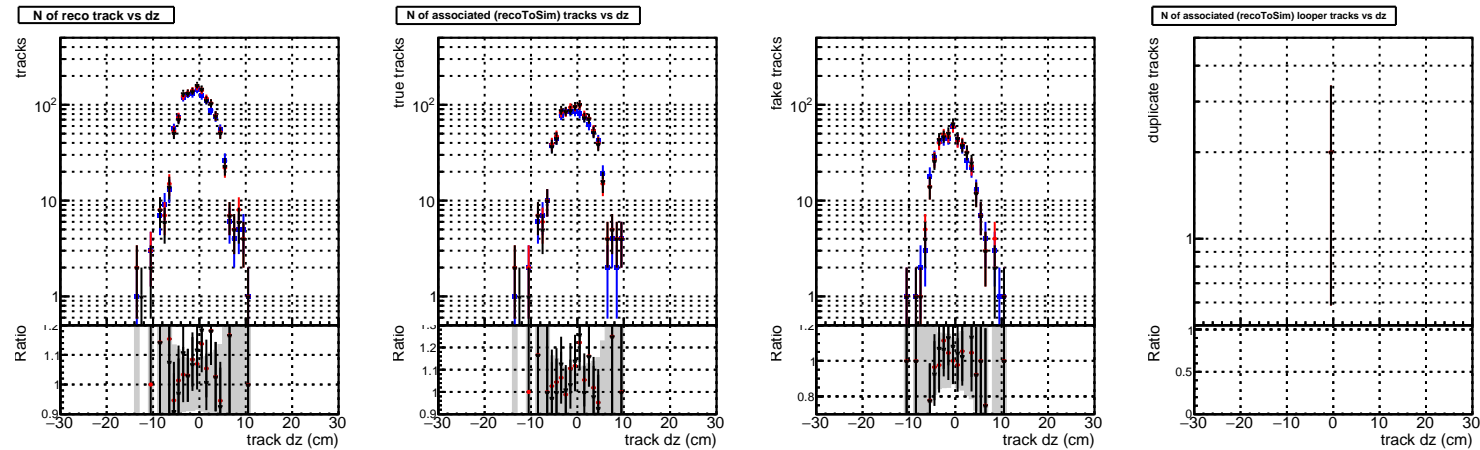 N of reco track vs dz
tracks
10²
10
1
Ratio
1.2
1.1
1
0.9
−30 −20 −10 0 10 20 30
track dz (cm)
N of associated (recoToSim) tracks vs dz
true tracks
10²
10
1
Ratio
1.3
1.2
1.1
1
0.9
−30 −20 −10 0 10 20 30
track dz (cm)
fake tracks
10²
10
1
Ratio
1.2
1
0.8
−30 −20 −10 0 10 20 30
track dz (cm)
N of associated (recoToSim) looper tracks vs dz
duplicate tracks
1
Ratio
1
0.5
0
−30 −20 −10 0 10 20 30
track dz (cm)